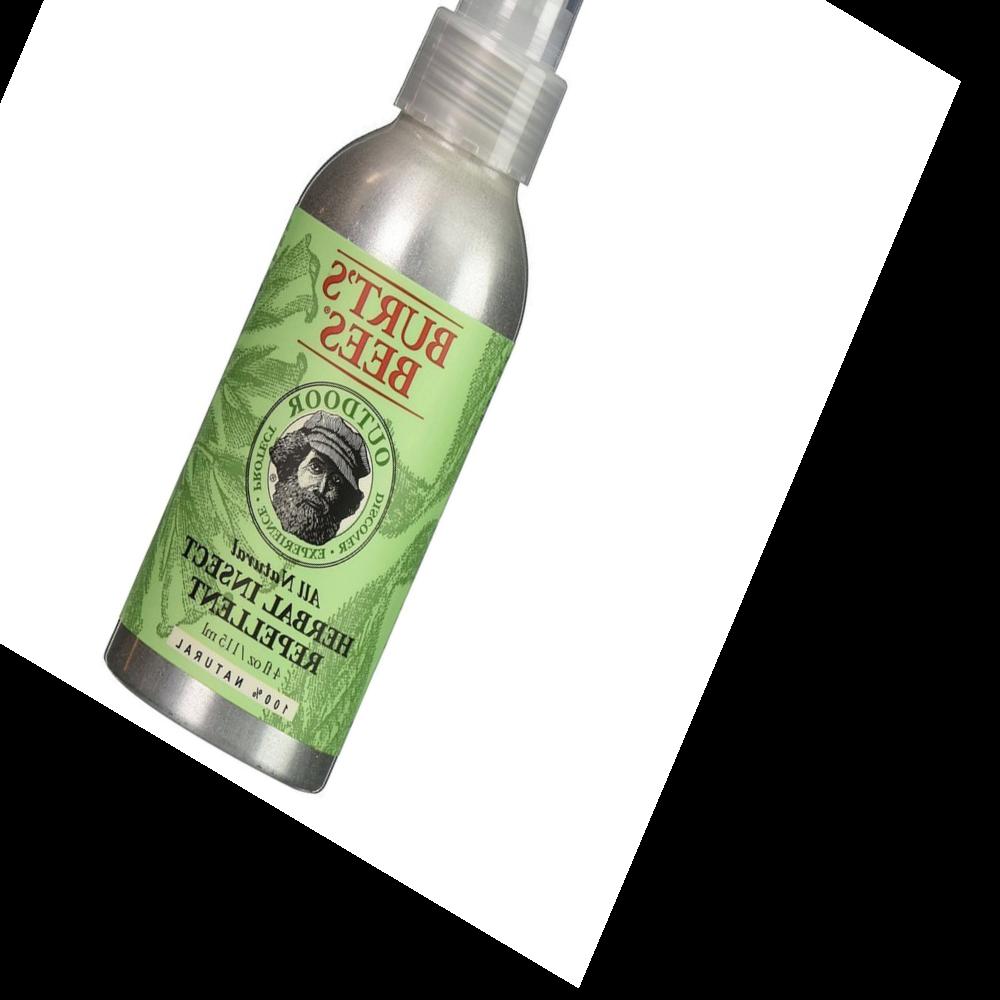 BURT'S
BEES®
OUTDOOR
PROTECT • EXPERIENCE • DISCOVER
®
All Natural
HERBAL INSECT
REPELLENT
4 fl oz / 115 ml
100% NATURAL